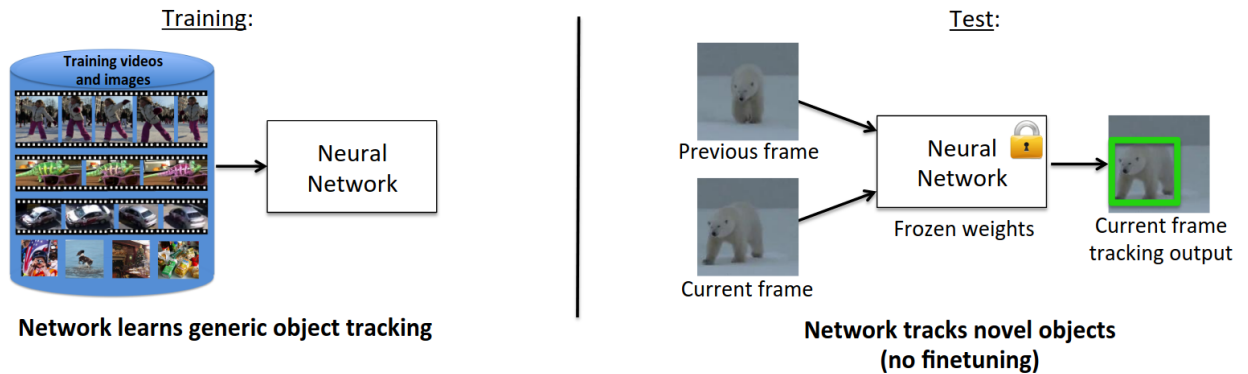 Training:
Training videos
and images
Neural
Network
Network learns generic object tracking
Test:
Previous frame
Current frame
Neural
Network
Frozen weights
Current frame
tracking output
Network tracks novel objects
(no finetuning)